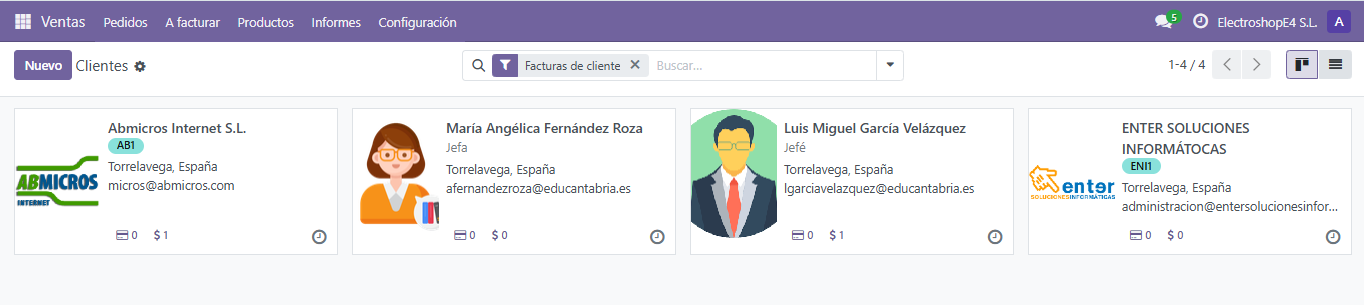 Ventas Pedidos A facturar Productos Informes Configuración 5 ElectroshopE4 S.L. A
Nuevo Clientes Facturas de cliente Buscar... 1-4 / 4
Abmicros Internet S.L.
AB1
Torrelavega, España
micros@abmicros.com
ABMICROS
INTERNET
0 $ 1
María Angélica Fernández Roza
Jefa
Torrelavega, España
afernandezroza@educantabria.es
0 $ 0
Luis Miguel García Velázquez
Jefé
Torrelavega, España
lgarciavelazquez@educantabria.es
0 $ 1
ENTER SOLUCIONES
INFORMÁTOCAS
ENI1
Torrelavega, España
administracion@entersolucionesinfor...
enter
SOLUCIONES INFORMÁTICAS
0 $ 0